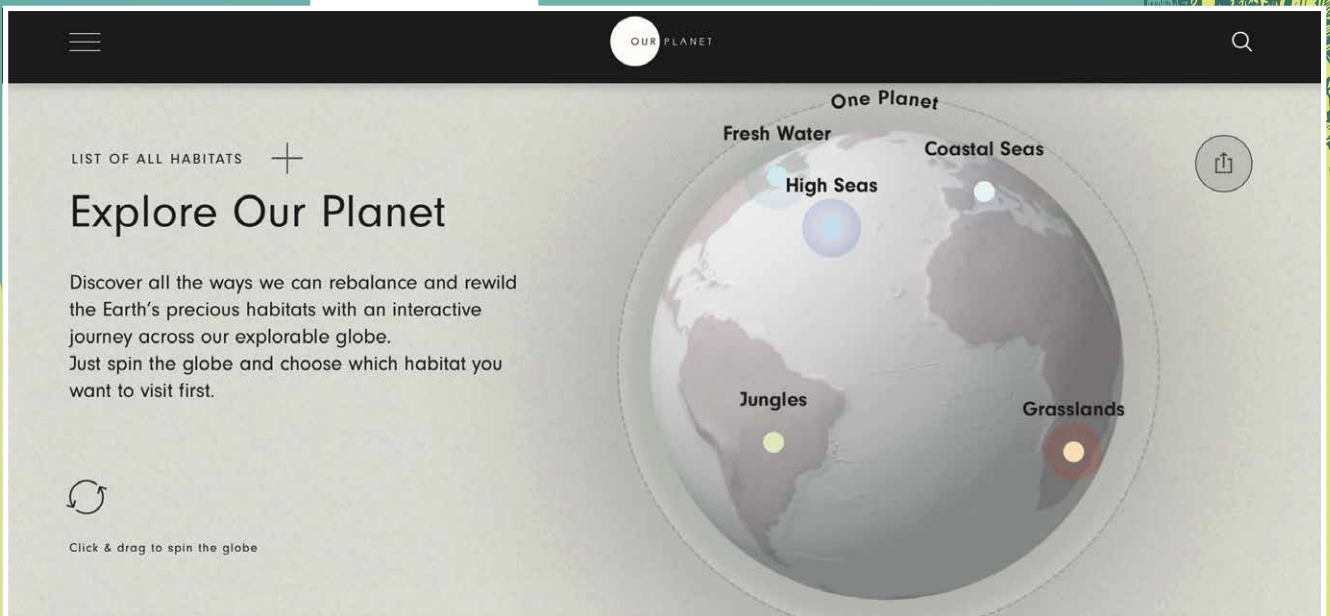 OUR PLANET
One Planet
Fresh Water
Coastal Seas
High Seas
Jungles
Grasslands
LIST OF ALL HABITATS
Explore Our Planet
Discover all the ways we can rebalance and rewild
the Earth's precious habitats with an interactive
journey across our explorable globe.
Just spin the globe and choose which habitat you
want to visit first.
Click & drag to spin the globe